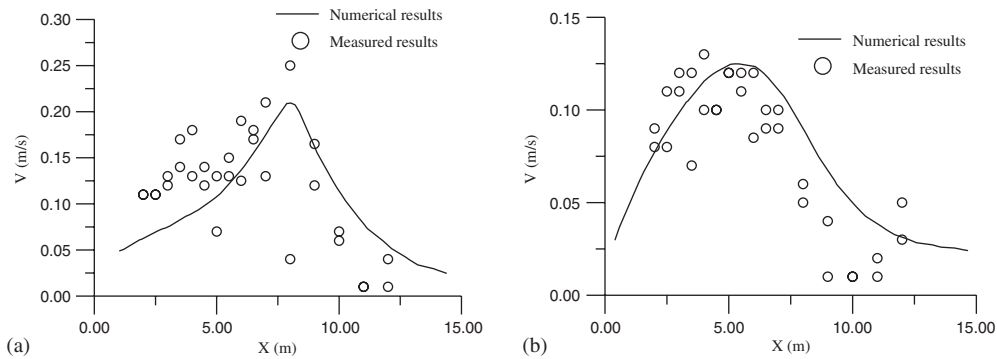 0.30
0.25
0.20
0.15
0.10
0.05
0.00
V (m/s)
Numerical results
Measured results
0.00
5.00
10.00
15.00
X (m)
(a)
0.15
0.10
0.05
0.00
V (m/s)
Numerical results
Measured results
0.00
5.00
10.00
15.00
X (m)
(b)